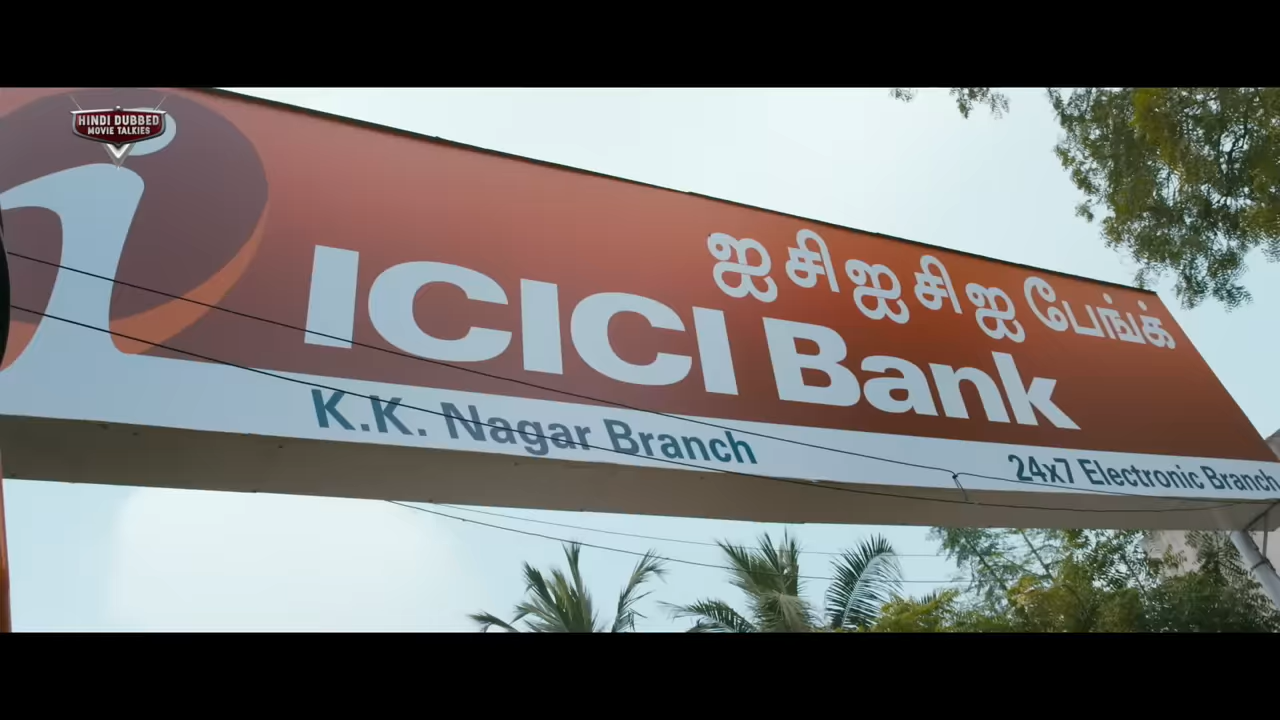 HINDI DUBBED
MOVIE TALKIES
ஐசிஐசிஐ பேங்க்
ICICI Bank
K.K. Nagar Branch
24x7 Electronic Branch